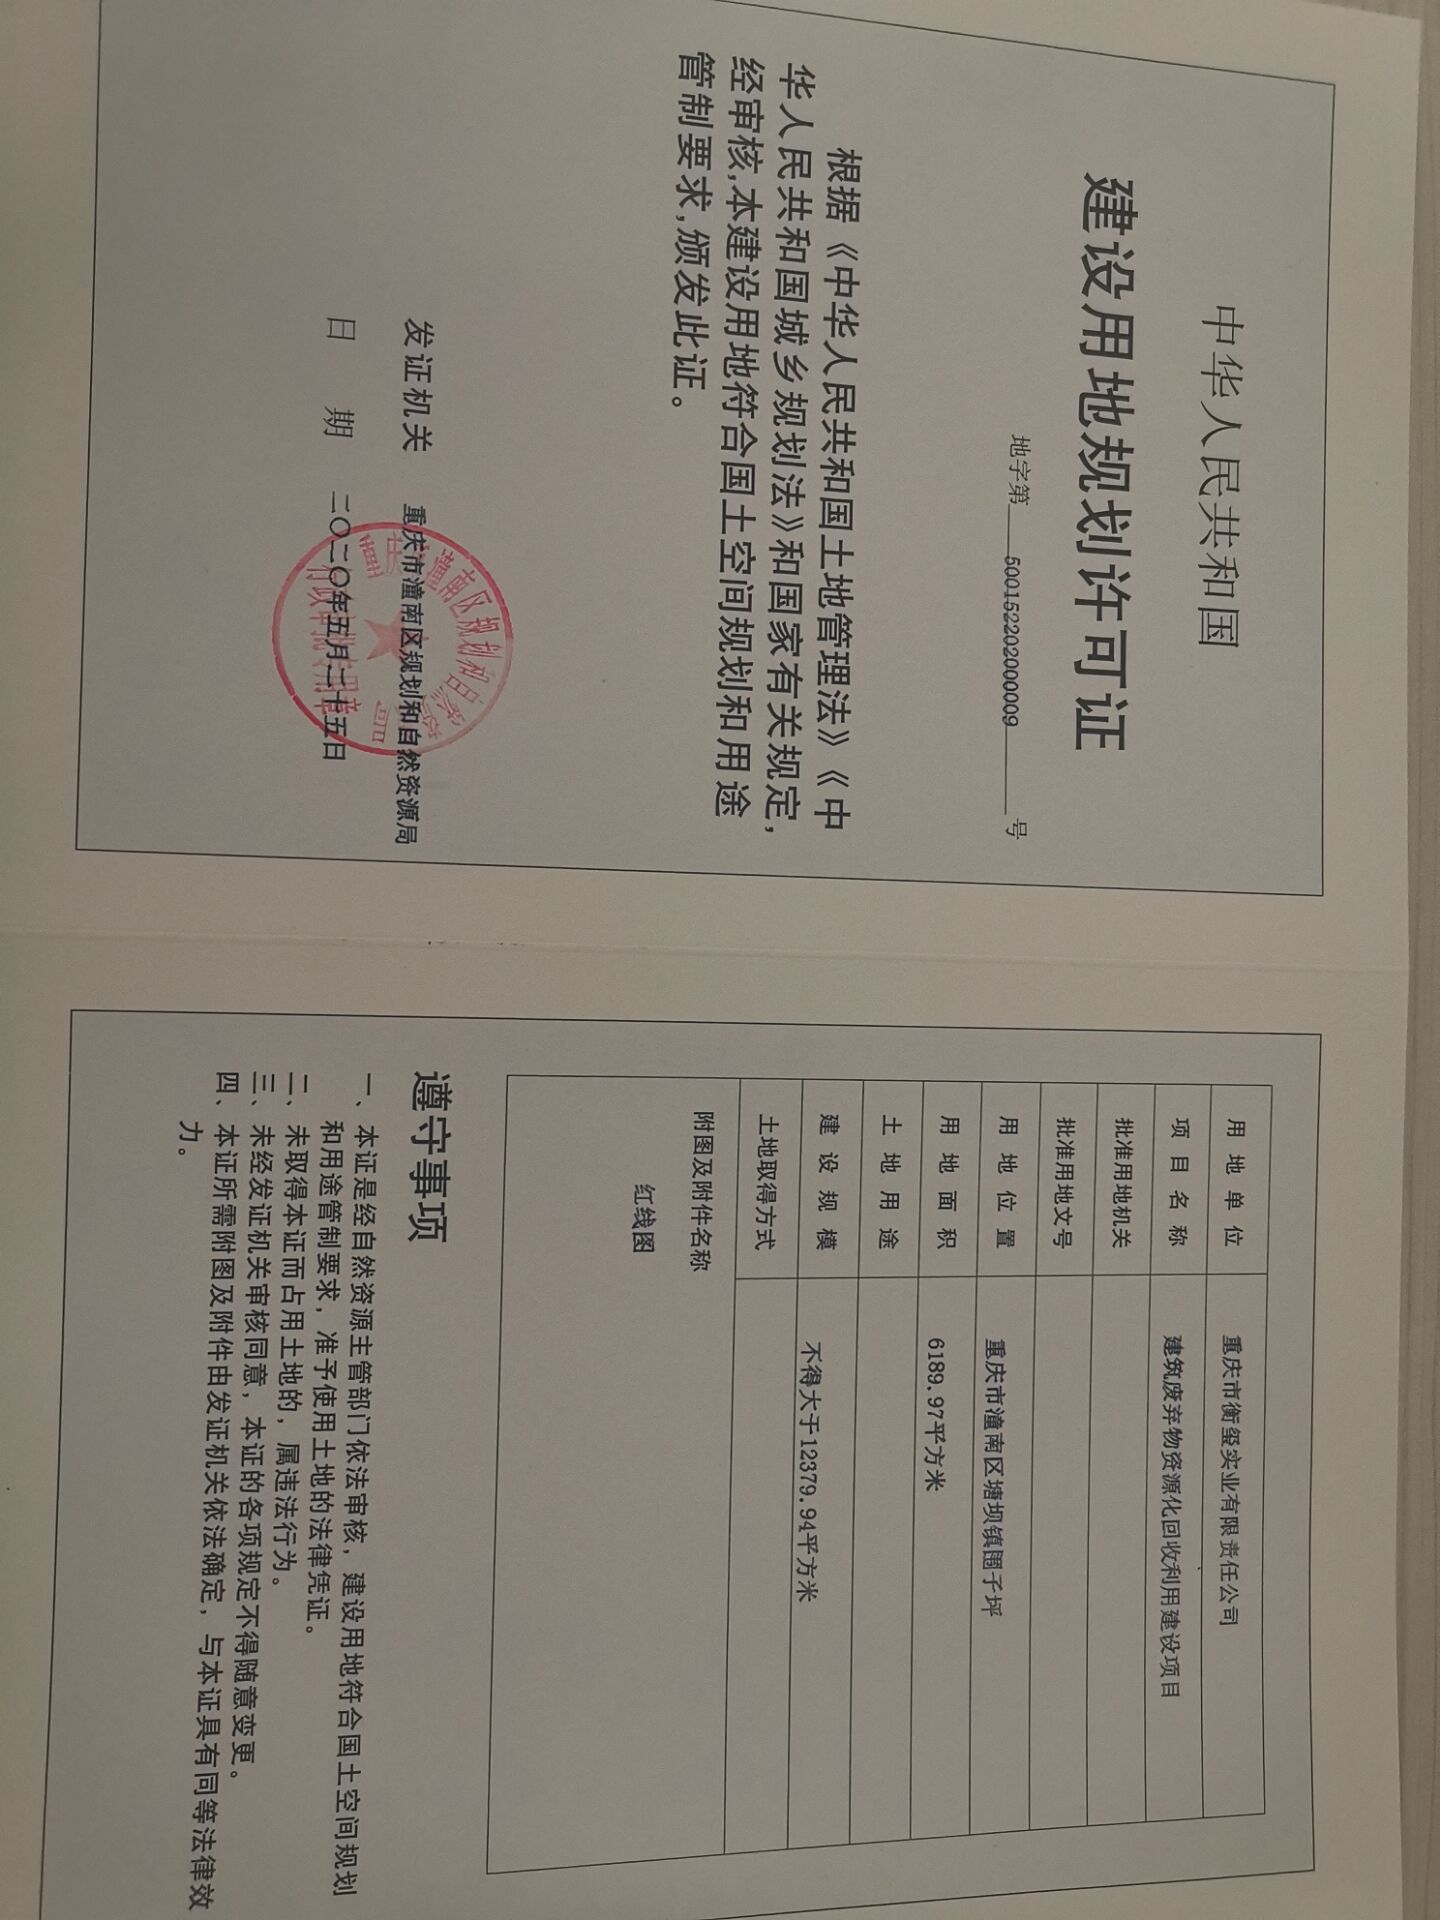 中华人民共和国
建设用地规划许可证
地字第 500152202000009 号
根据《中华人民共和国土地管理法》《中
华人民共和国城乡规划法》和国家有关规定,
经审核,本建设用地符合国土空间规划和用途
管制要求,颁发此证。
发证机关 重庆市潼南区规划和自然资源局
日 期 二〇二〇年五月二十五日
用地单位 重庆市衡玺实业有限责任公司
项目名称 建筑废弃物资源化回收利用建设项目
批准用地机关
批准用地文号
用地位置 重庆市潼南区塘坝镇圈子坪
用地面积 6189.97平方米
土地用途
建设规模 不得大于12379.94平方米
土地取得方式
附图及附件名称
红线图
遵守事项
一、本证是经自然资源主管部门依法审核，建设用地符合国土空间规划
和用途管制要求，准予使用土地的法律凭证。
二、未取得本证而占用土地的，属违法行为。
三、未经发证机关审核同意，本证的各项规定不得随意变更。
四、本证所需附图及附件由发证机关依法确定，与本证具有同等法律效
力。